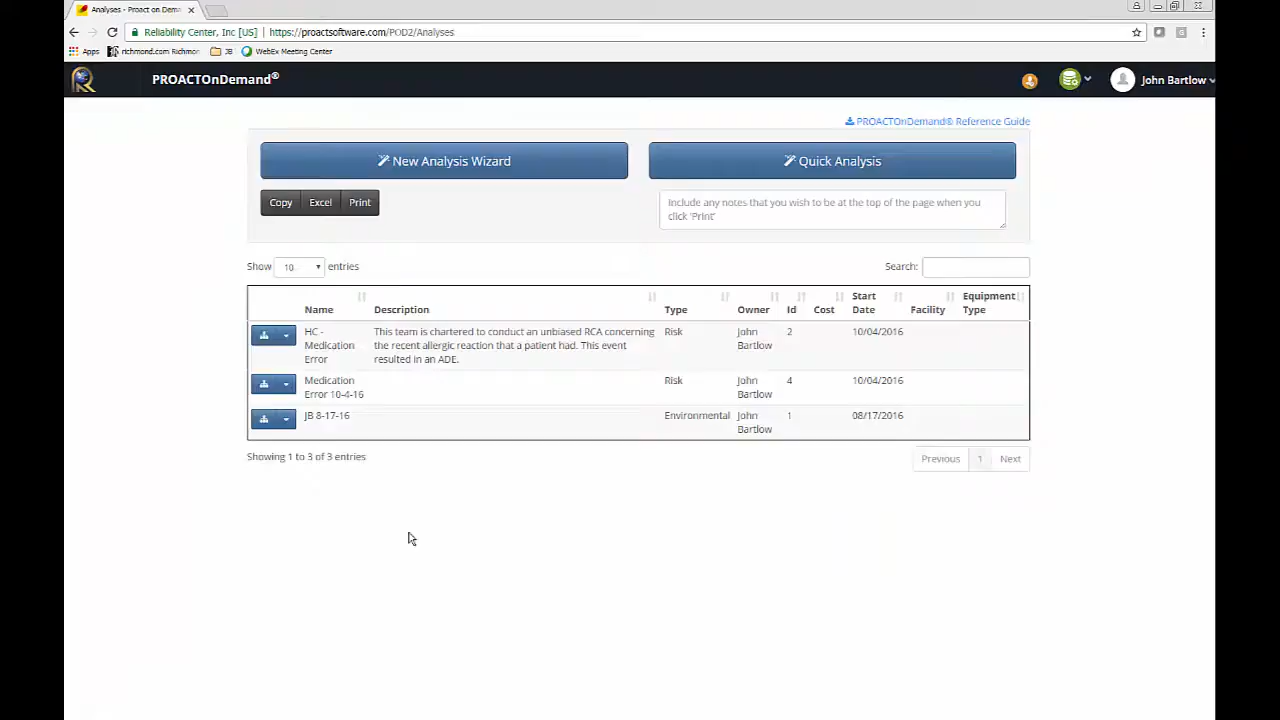 Analyses - Proact on Dem
Reliability Center, Inc [US] https://proactsoftware.com/POD2/Analyses
Apps richmond.com Richmon JB WebEx Meeting Center
PROACTOnDemand® John Bartlow
PROACTOnDemand® Reference Guide
New Analysis Wizard Quick Analysis
Copy Excel Print
Include any notes that you wish to be at the top of the page when you
click 'Print'
Show 10 entries Search:
Name Description Type Owner Id Cost Start Date Facility Equipment Type
HC - Medication Error This team is chartered to conduct an unbiased RCA concerning the recent allergic reaction that a patient had. This event resulted in an ADE. Risk John Bartlow 2 10/04/2016
Medication Error 10-4-16 Risk John Bartlow 4 10/04/2016
JB 8-17-16 Environmental John Bartlow 1 08/17/2016
Showing 1 to 3 of 3 entries Previous 1 Next